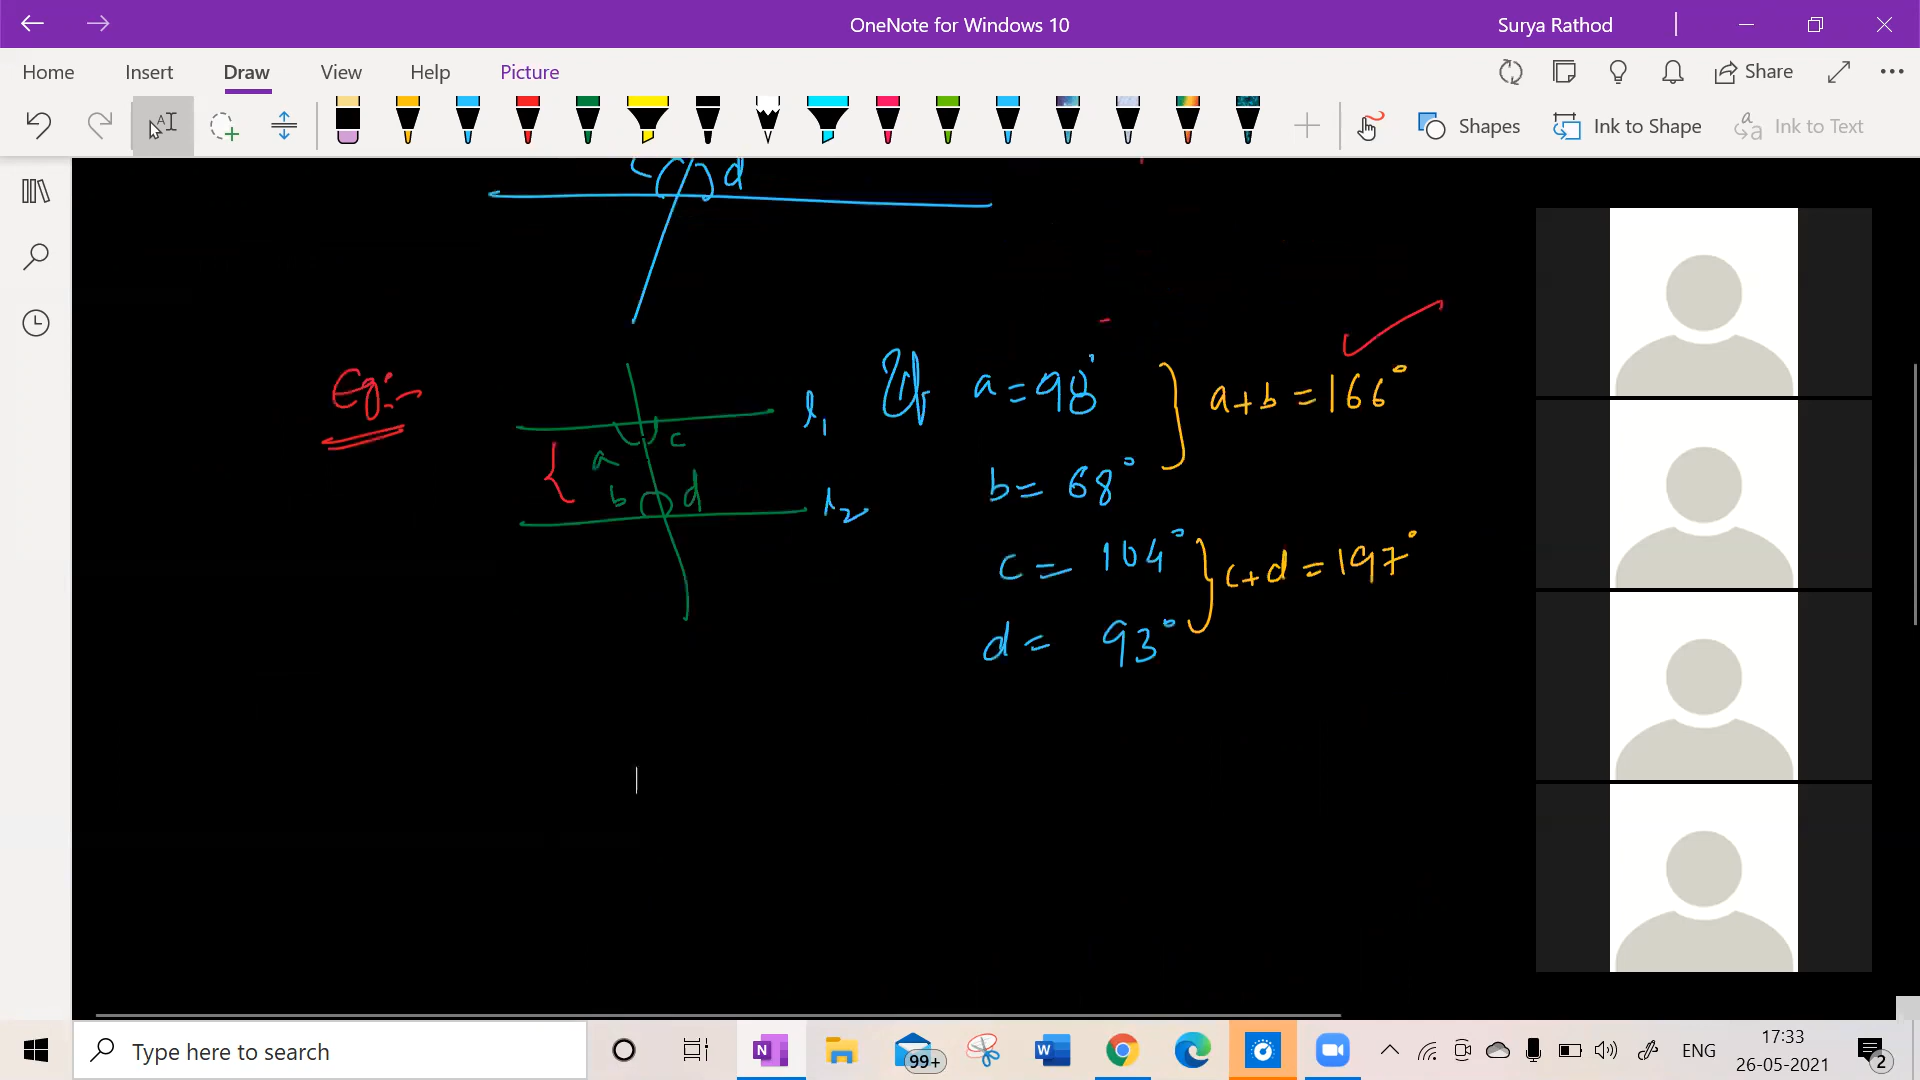 OneNote for Windows 10
Surya Rathod
Home Insert Draw View Help Picture
Share
Shapes
Ink to Shape
Ink to Text
c d
Eg:-
a c
b d
l1
l2
If a = 98°
b = 68°
c = 104°
d = 93°
a+b = 166°
c+d = 197°
Type here to search
99+
ENG
17:33
26-05-2021
2